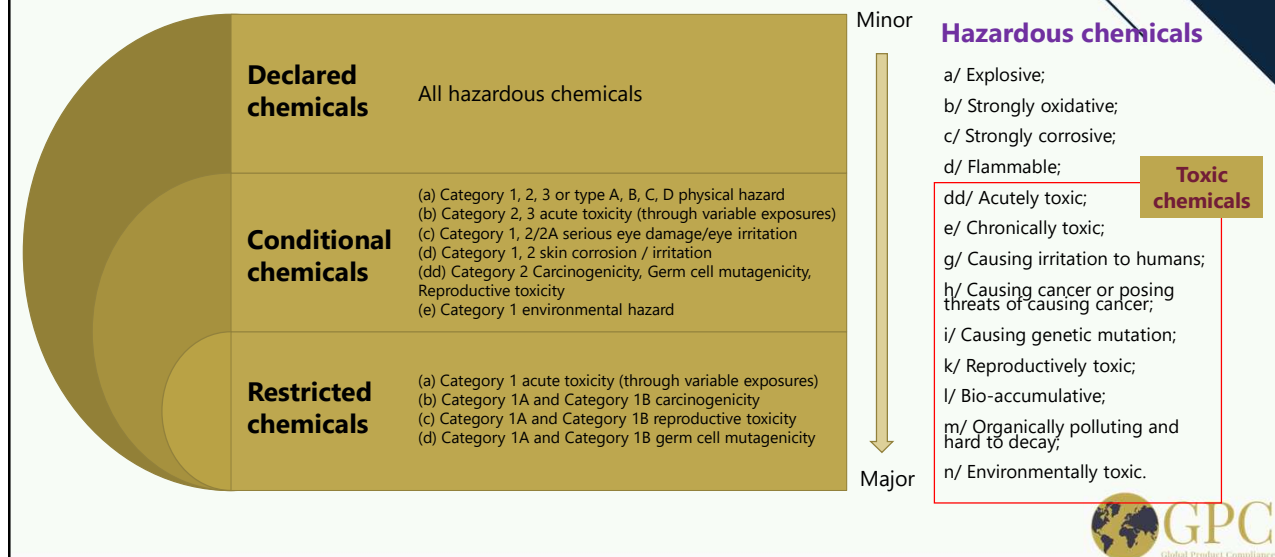 Declared
chemicals
All hazardous chemicals
Conditional
chemicals
(a) Category 1, 2, 3 or type A, B, C, D physical hazard
(b) Category 2, 3 acute toxicity (through variable exposures)
(c) Category 1, 2/2A serious eye damage/eye irritation
(d) Category 1, 2 skin corrosion / irritation
(dd) Category 2 Carcinogenicity, Germ cell mutagenicity,
Reproductive toxicity
(e) Category 1 environmental hazard
Restricted
chemicals
(a) Category 1 acute toxicity (through variable exposures)
(b) Category 1A and Category 1B carcinogenicity
(c) Category 1A and Category 1B reproductive toxicity
(d) Category 1A and Category 1B germ cell mutagenicity
Minor
Major
Hazardous chemicals
a/ Explosive;
b/ Strongly oxidative;
c/ Strongly corrosive;
d/ Flammable;
Toxic
chemicals
dd/ Acutely toxic;
e/ Chronically toxic;
g/ Causing irritation to humans;
h/ Causing cancer or posing
threats of causing cancer;
i/ Causing genetic mutation;
k/ Reproductively toxic;
l/ Bio-accumulative;
m/ Organically polluting and
hard to decay;
n/ Environmentally toxic.
GPC
Global Product Compliance